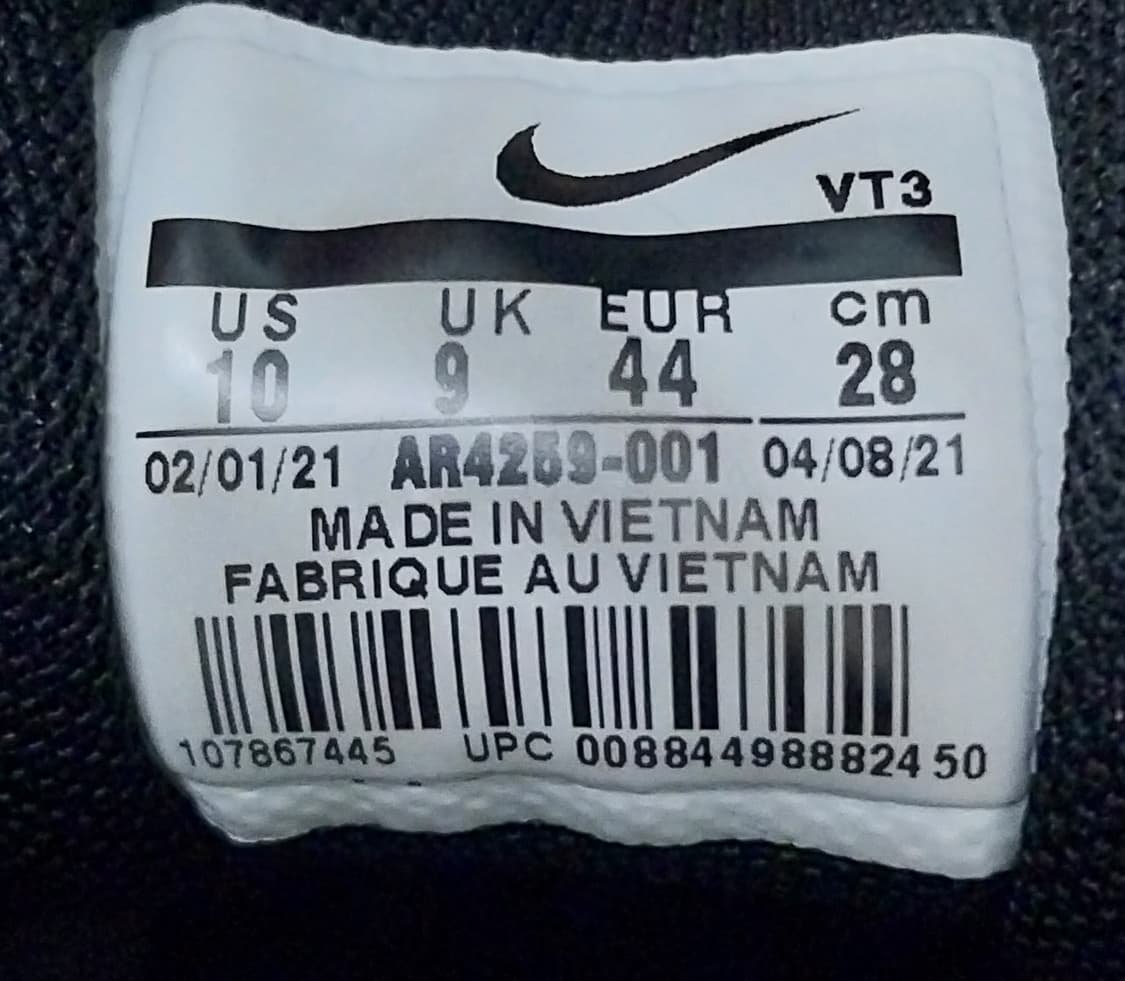 VT3
US UK EUR cm
10 9 44 28
02/01/21 AR4259-001 04/08/21
MADE IN VIETNAM
FABRIQUE AU VIETNAM
107867445 UPC 00884498882450